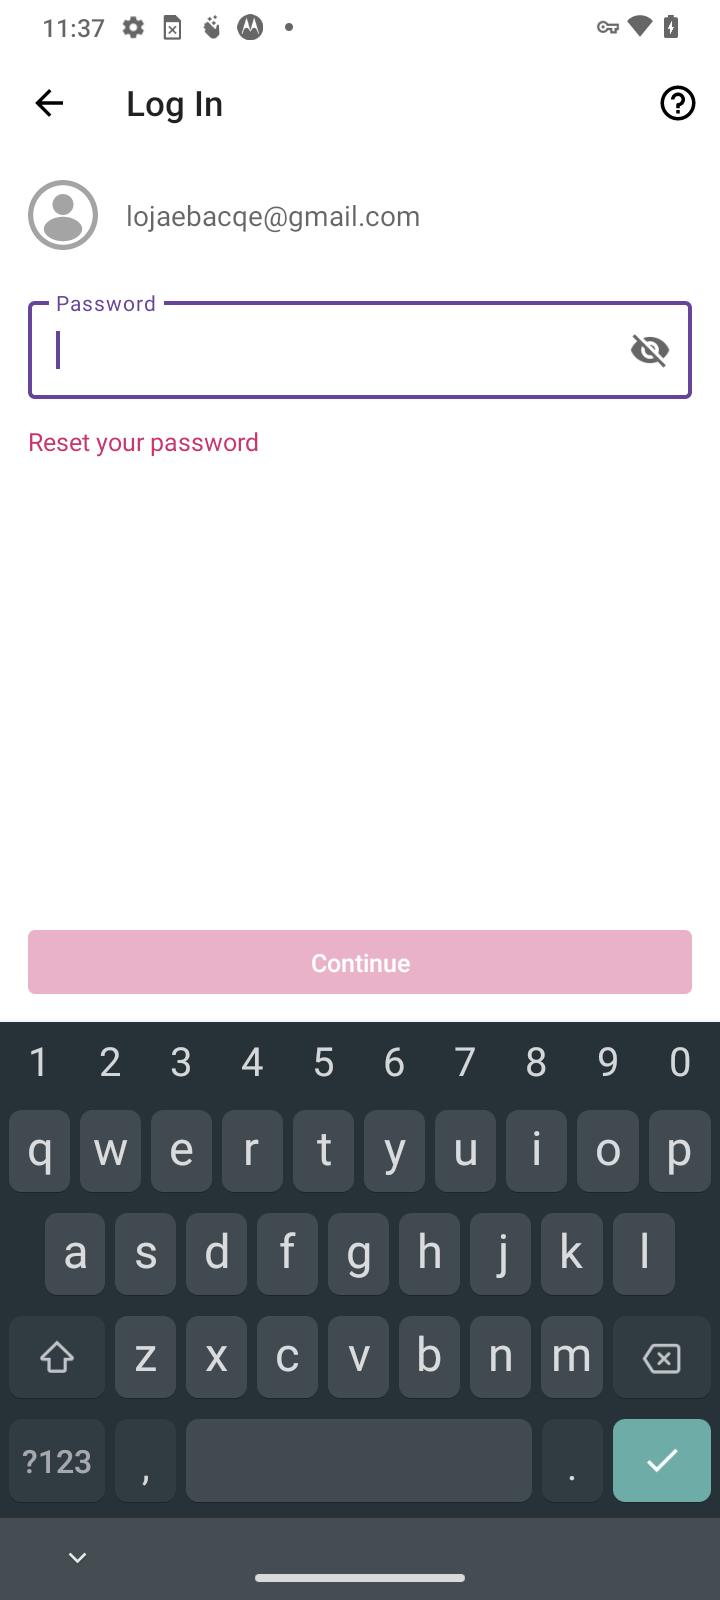 11:37
Log In
lojaebacqe@gmail.com
Password
Reset your password
Continue
1 2 3 4 5 6 7 8 9 0
q w e r t y u i o p
a s d f g h j k l
z x c v b n m
?123 , .